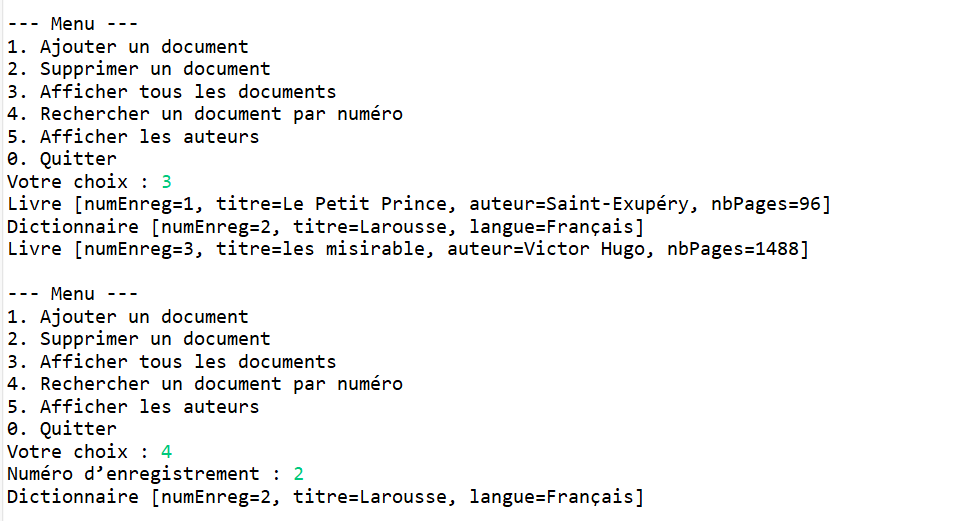 --- Menu ---
1. Ajouter un document
2. Supprimer un document
3. Afficher tous les documents
4. Rechercher un document par numéro
5. Afficher les auteurs
0. Quitter
Votre choix : 3
Livre [numEnreg=1, titre=Le Petit Prince, auteur=Saint-Exupéry, nbPages=96]
Dictionnaire [numEnreg=2, titre=Larousse, langue=Français]
Livre [numEnreg=3, titre=les misirable, auteur=Victor Hugo, nbPages=1488]
--- Menu ---
1. Ajouter un document
2. Supprimer un document
3. Afficher tous les documents
4. Rechercher un document par numéro
5. Afficher les auteurs
0. Quitter
Votre choix : 4
Numéro d’enregistrement : 2
Dictionnaire [numEnreg=2, titre=Larousse, langue=Français]